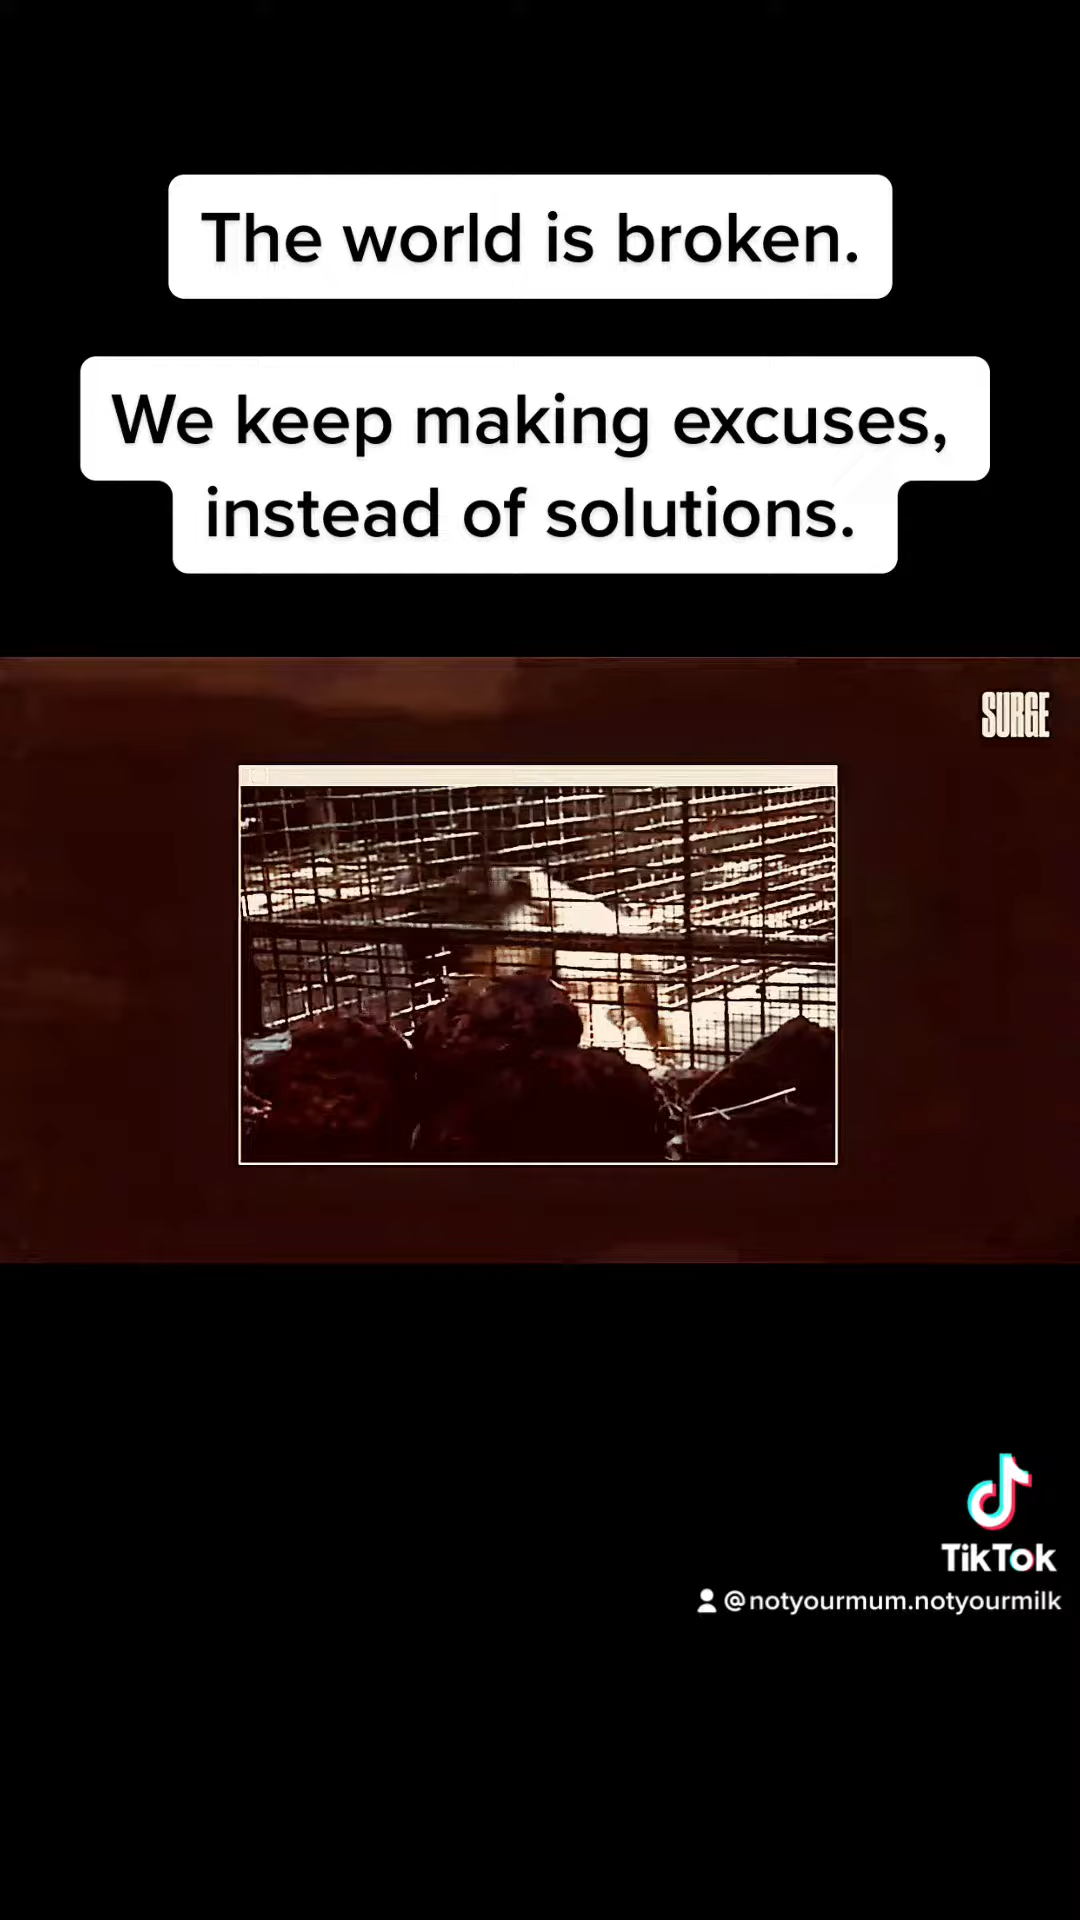 The world is broken.
We keep making excuses,
instead of solutions.
SURGE
TikTok
@notyourmum.notyourmilk